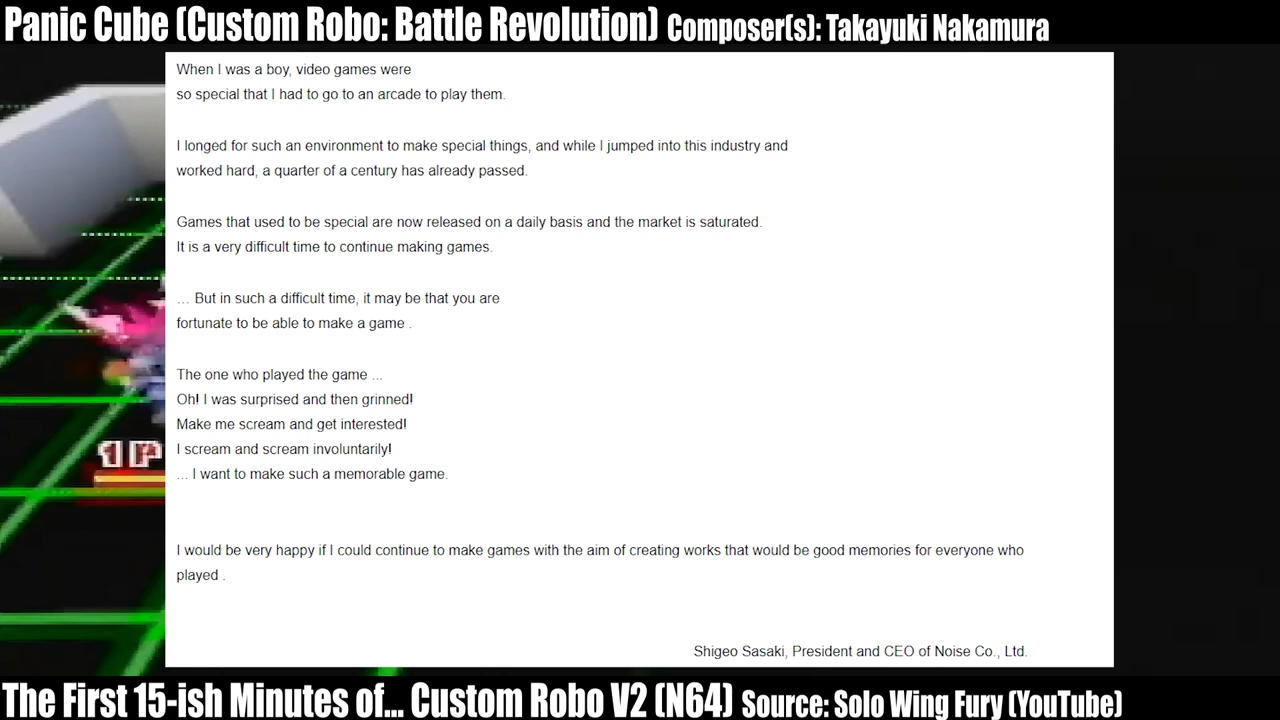 Panic Cube (Custom Robo: Battle Revolution) Composer(s): Takayuki Nakamura
When I was a boy, video games were
so special that I had to go to an arcade to play them.
I longed for such an environment to make special things, and while I jumped into this industry and
worked hard, a quarter of a century has already passed.
Games that used to be special are now released on a daily basis and the market is saturated.
It is a very difficult time to continue making games.
... But in such a difficult time, it may be that you are
fortunate to be able to make a game .
The one who played the game ...
Oh! I was surprised and then grinned!
Make me scream and get interested!
I scream and scream involuntarily!
... I want to make such a memorable game.
I would be very happy if I could continue to make games with the aim of creating works that would be good memories for everyone who
played .
Shigeo Sasaki, President and CEO of Noise Co., Ltd.
1P
The First 15-ish Minutes of... Custom Robo V2 (N64) Source: Solo Wing Fury (YouTube)